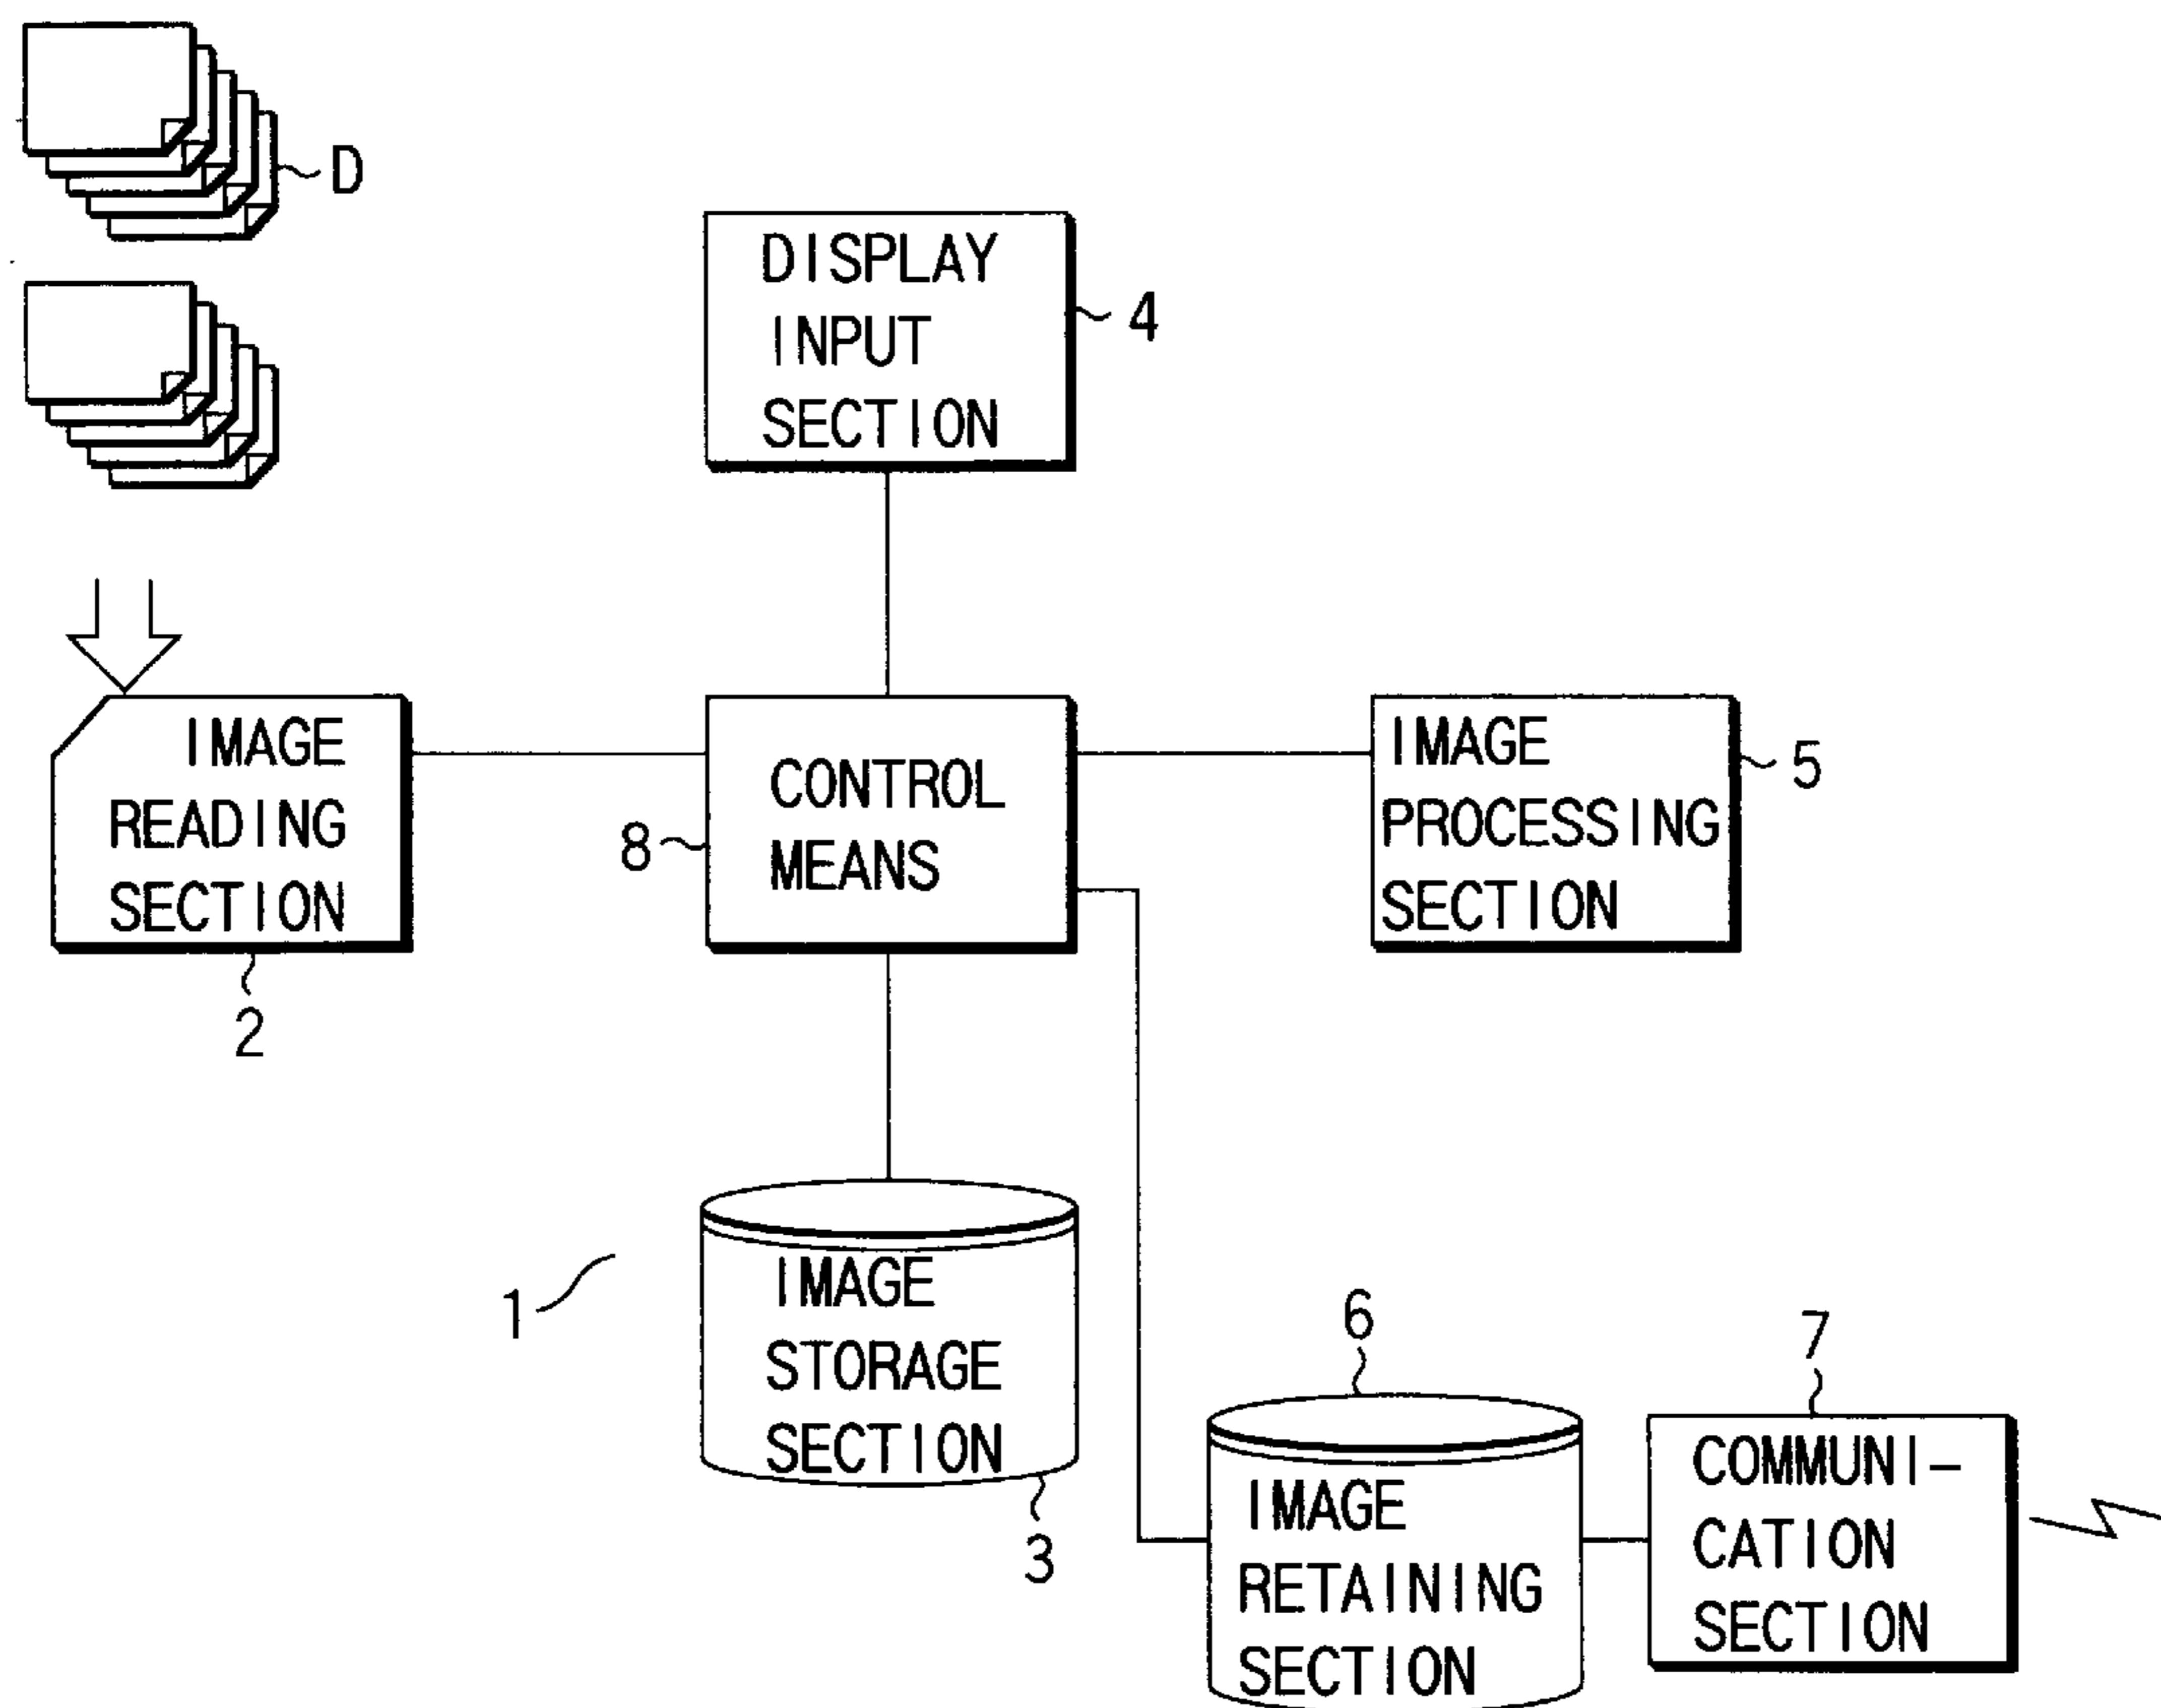 D
DISPLAY
INPUT
SECTION
4
IMAGE
READING
SECTION
2
8
CONTROL
MEANS
IMAGE
PROCESSING
SECTION
5
1
IMAGE
STORAGE
SECTION
3
6
IMAGE
RETAINING
SECTION
7
COMMUNI-
CATION
SECTION